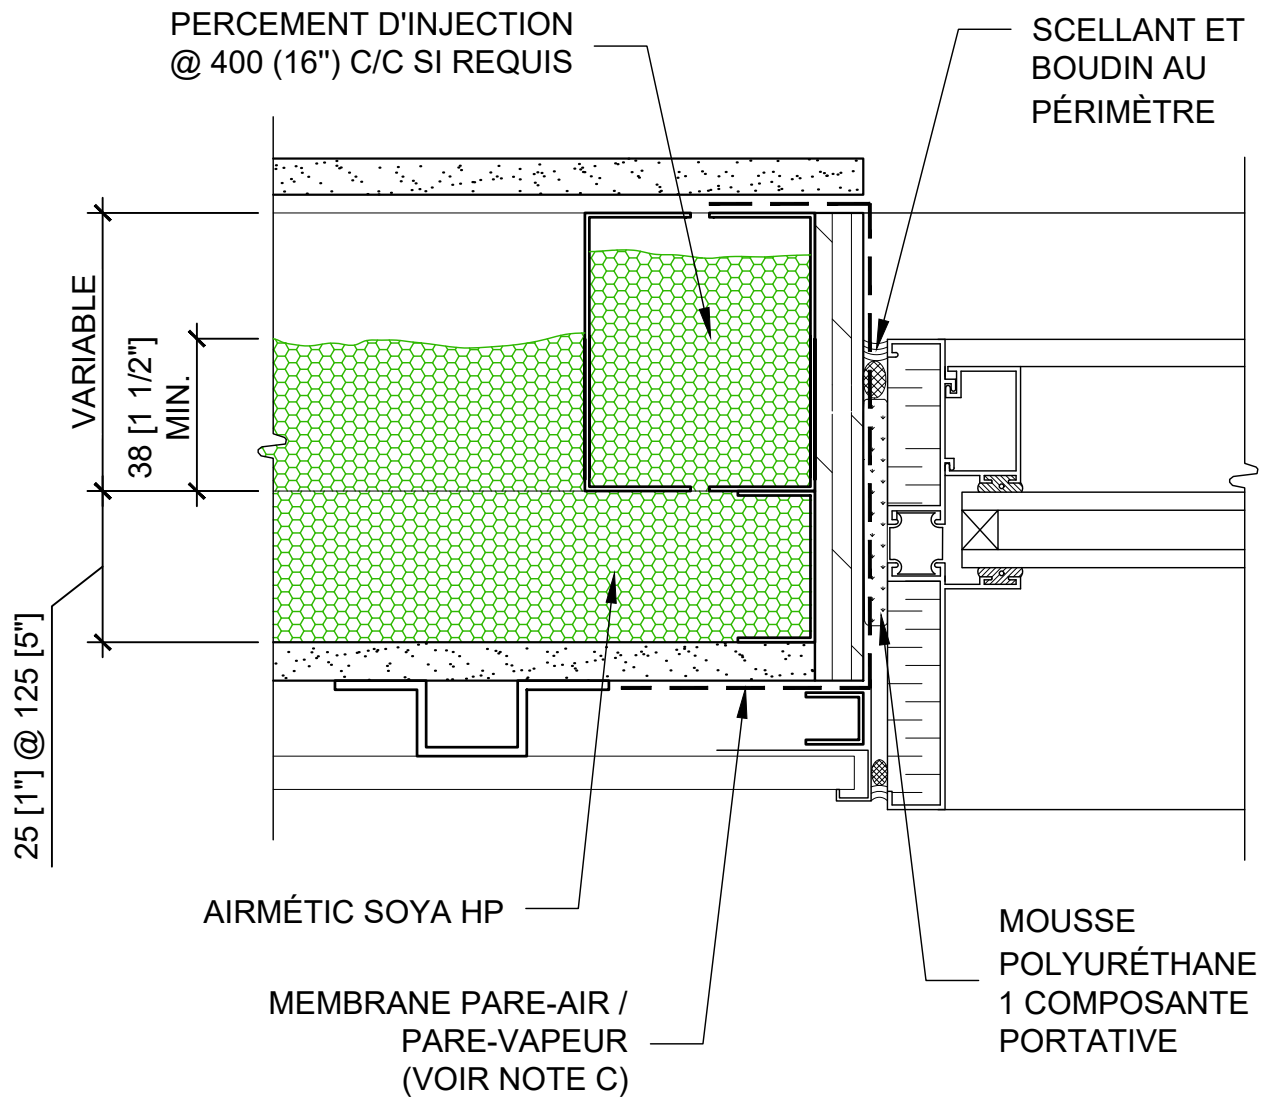 PERCEMENT D'INJECTION
@ 400 (16") C/C SI REQUIS
SCELLANT ET
BOUDIN AU
PÉRIMÈTRE
VARIABLE
38 [1 1/2"]
MIN.
25 [1"] @ 125 [5"]
AIRMÉTIC SOYA HP
MEMBRANE PARE-AIR /
PARE-VAPEUR
(VOIR NOTE C)
MOUSSE
POLYURÉTHANE
1 COMPOSANTE
PORTATIVE